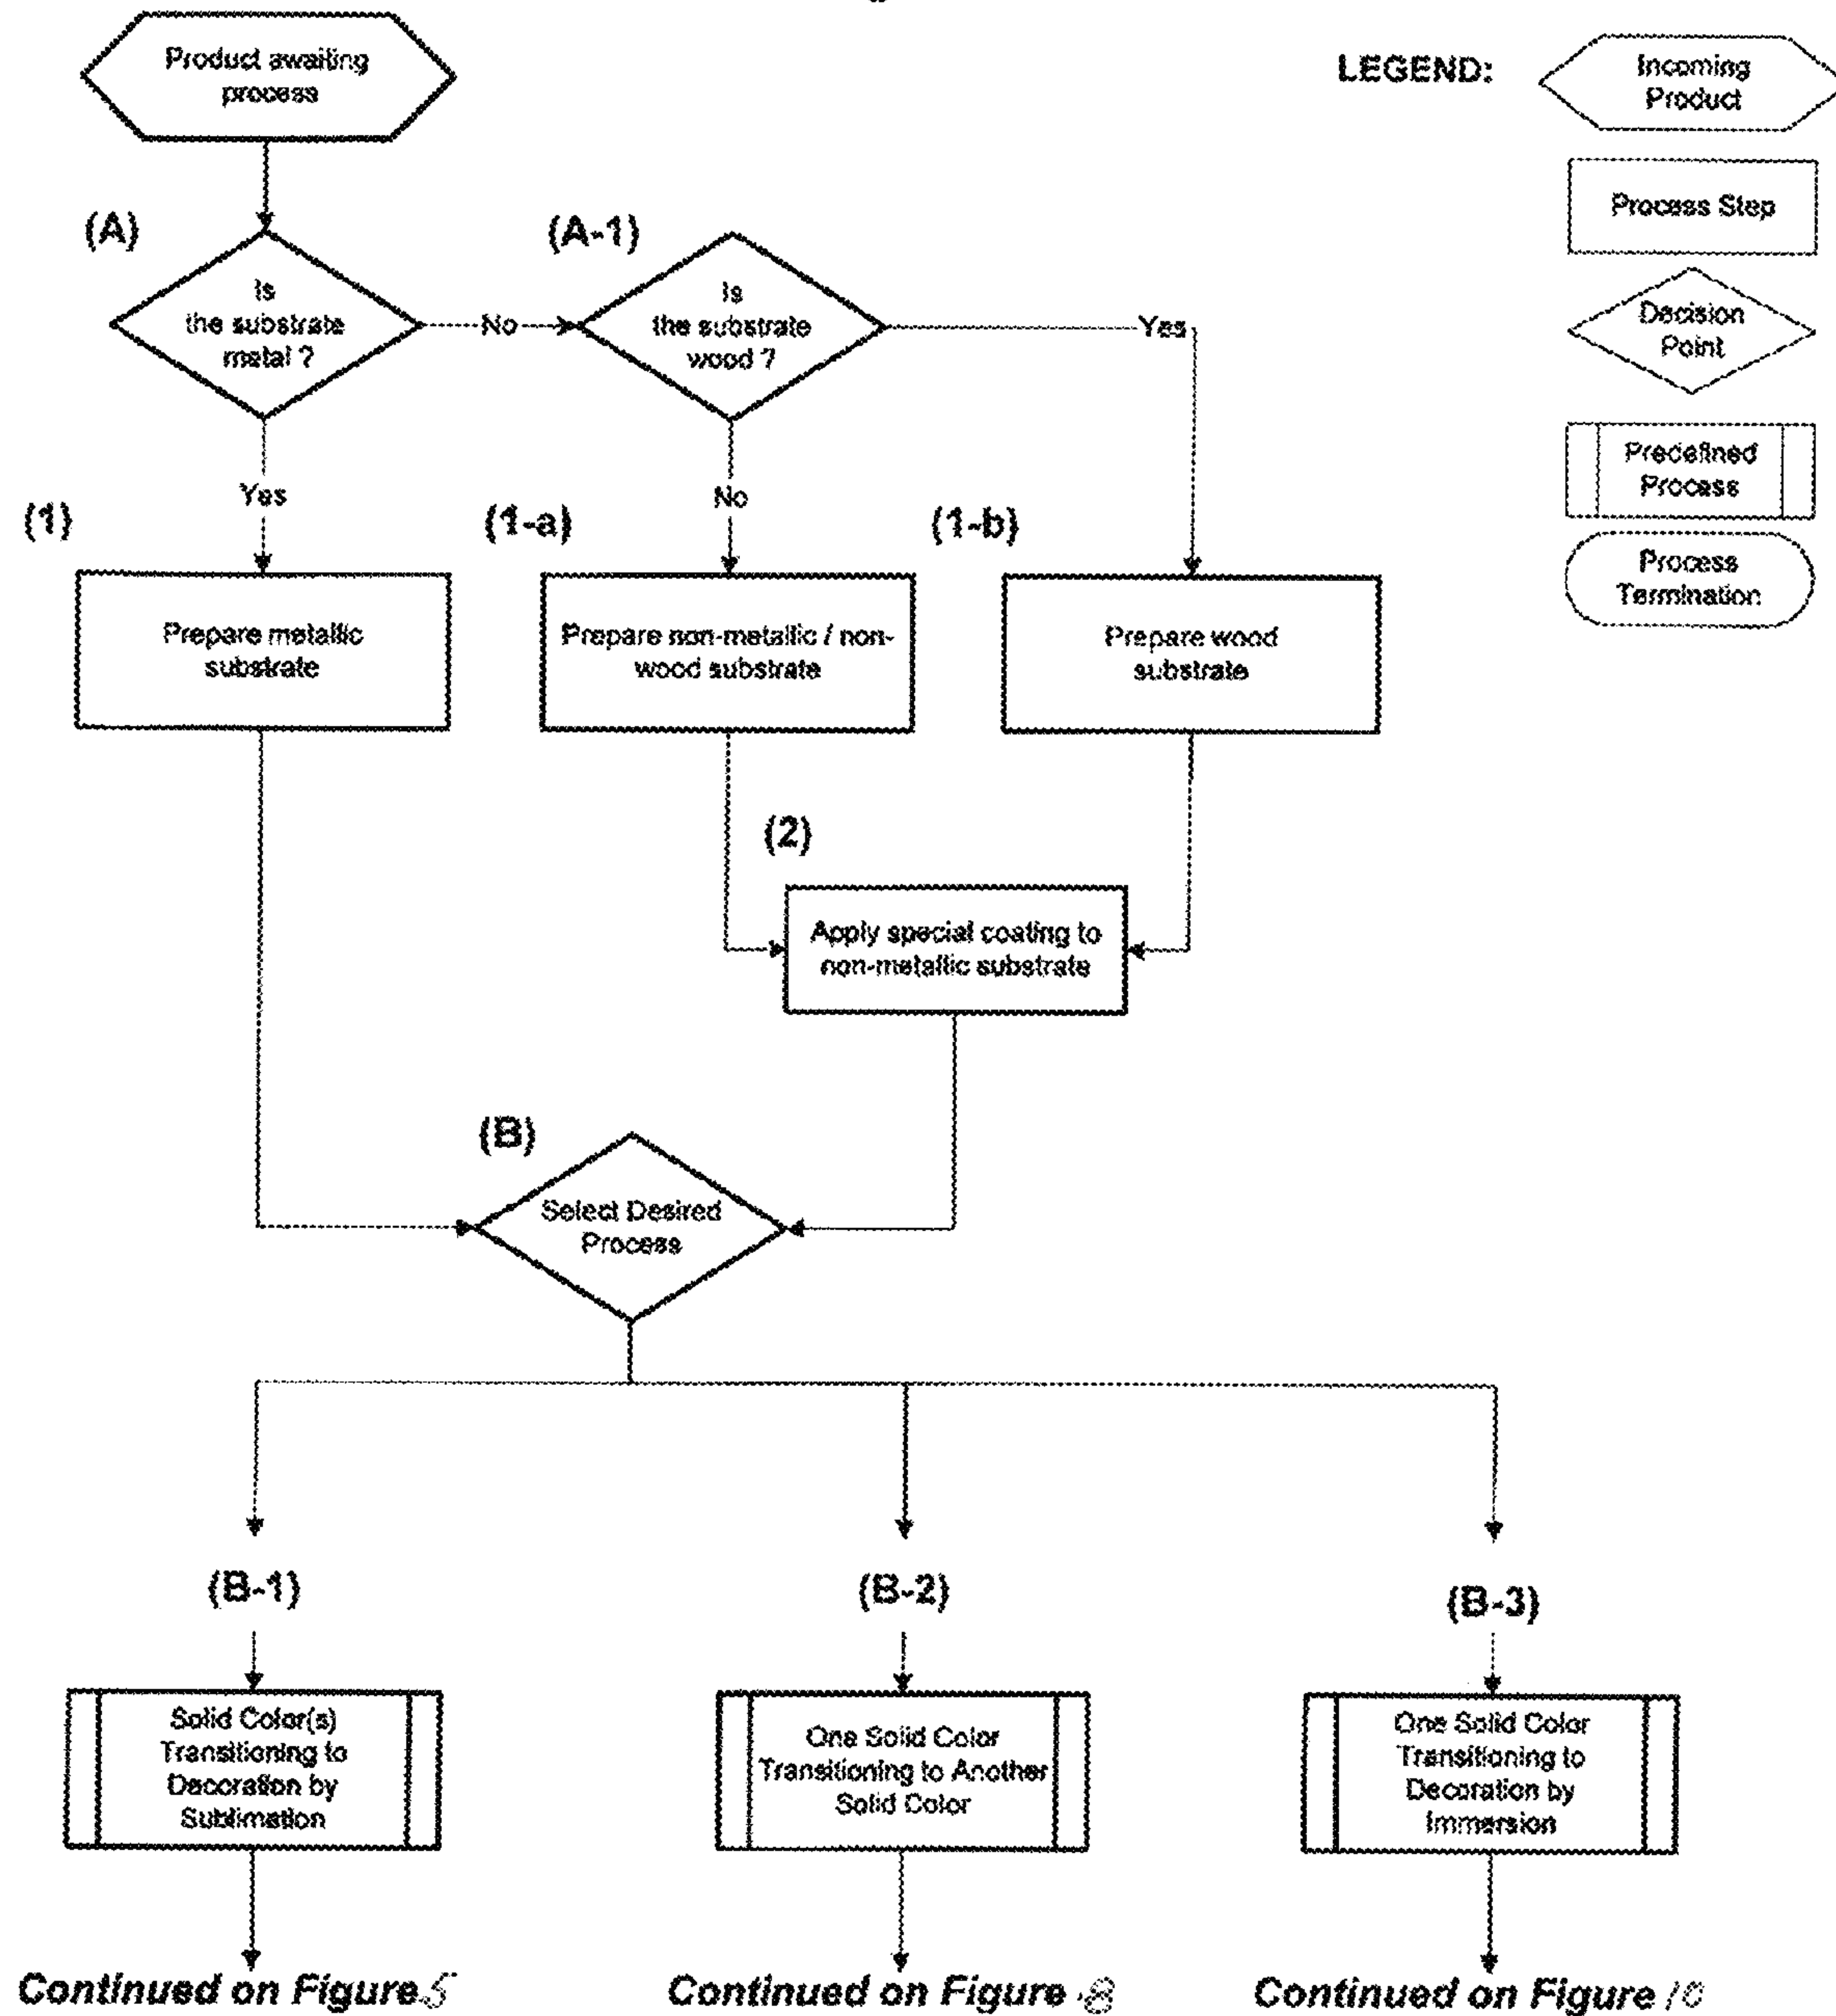 Product awaiting
process
LEGEND:
Incoming
Product
Process Step
Decision
Point
Predefined
Process
Process
Termination
(A)
Is
the substrate
metal ?
No
(A-1)
Is
the substrate
wood ?
Yes
Yes
No
(1)
Prepare metallic
substrate
(1-a)
Prepare non-metallic / non-
wood substrate
(1-b)
Prepare wood
substrate
(2)
Apply special coating to
non-metallic substrate
(B)
Select Desired
Process
(B-1)
(B-2)
(B-3)
Solid Color(s)
Transitioning to
Decoration by
Sublimation
One Solid Color
Transitioning to Another
Solid Color
One Solid Color
Transitioning to
Decoration by
Immersion
Continued on Figure 5
Continued on Figure 8
Continued on Figure 10